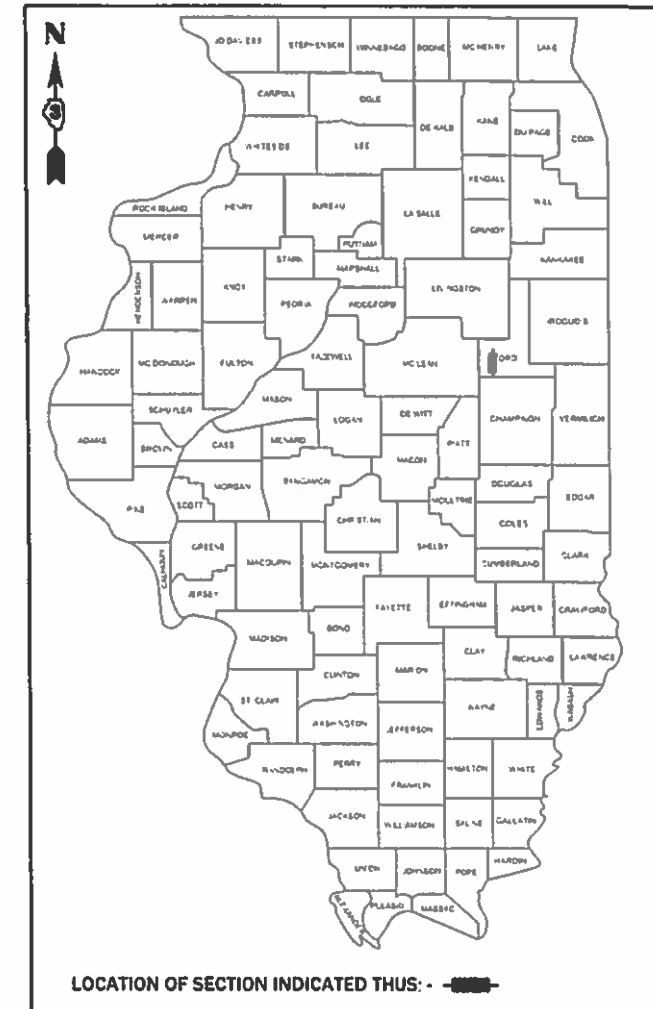 N
JO DAVIESS STEPHENSON WINNEBAGO BOONE MC HENRY LAKE
CARROLL OGLE DE KALB KANE DU PAGE COOK
WHITESIDE LEE
KENDALL WILL
ROCK ISLAND HENRY BUREAU LA SALLE GRUNDY
MERCER PUTNAM KANKAKEE
STARK MARSHALL
HENDERSON WARREN KNOX PEORIA WOODFORD LIVINGSTON IROQUOIS
HANCOCK MC DONOUGH FULTON TAZEWELL MC LEAN FORD
MASON
SCHUYLER LOGAN DE WITT CHAMPAIGN VERMILION
ADAMS BROWN CASS MENARD MACON PIATT
MORGAN SANGAMON DOUGLAS EDGAR
PIKE SCOTT CHRISTIAN MOULTRIE COLES
GREENE MACOUPIN MONTGOMERY SHELBY CUMBERLAND CLARK
CALHOUN JERSEY FAYETTE EFFINGHAM JASPER CRAWFORD
MADISON BOND CLAY RICHLAND LAWRENCE
CLINTON MARION
ST. CLAIR WASHINGTON JEFFERSON WAYNE EDWARDS WABASH
MONROE
RANDOLPH PERRY FRANKLIN HAMILTON WHITE
JACKSON WILLIAMSON SALINE GALLATIN
UNION JOHNSON POPE HARDIN
ALEXANDER PULASKI MASSAC
LOCATION OF SECTION INDICATED THUS: -